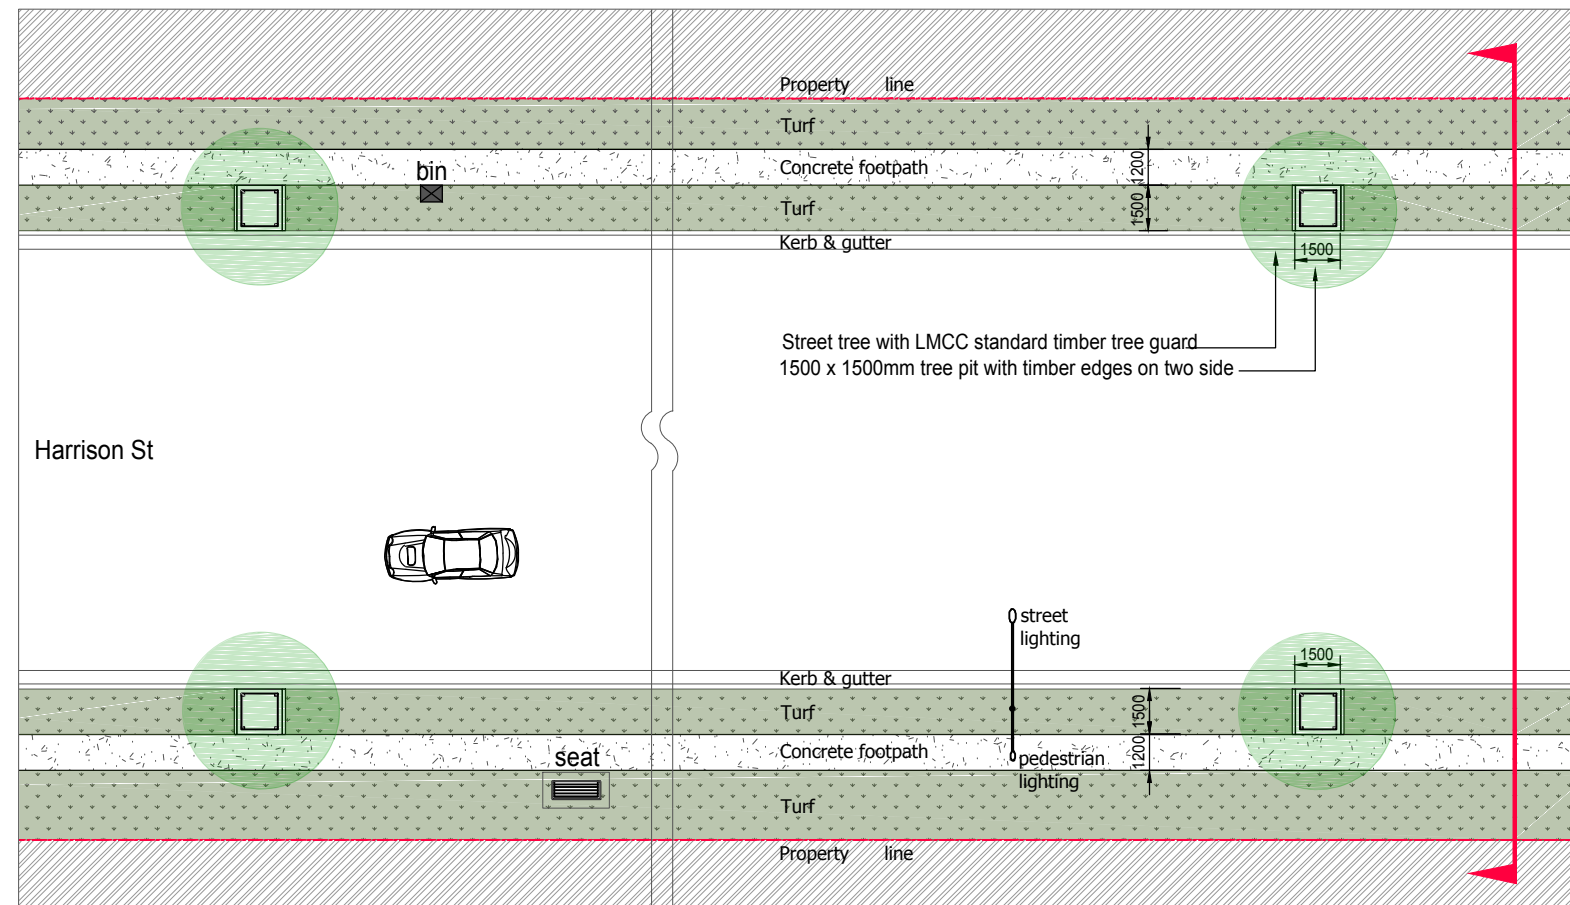 Property line
Turf
bin
Concrete footpath
1200
Turf
1500
Kerb & gutter
1500
Street tree with LMCC standard timber tree guard
1500 x 1500mm tree pit with timber edges on two side
Harrison St
street
lighting
1500
Kerb & gutter
Turf
1500
Concrete footpath
1200
seat
pedestrian
lighting
Turf
Property line